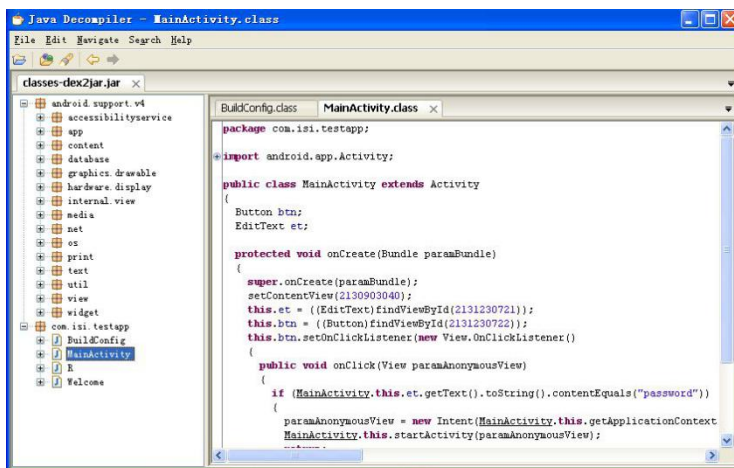 Java Decompiler - MainActivity.class
File Edit Navigate Search Help
classes-dex2jar.jar
android.support.v4
accessibilityservice
app
content
database
graphics.drawable
hardware.display
internal.view
media
net
os
print
text
util
view
widget
com.isi.testapp
BuildConfig
MainActivity
R
Welcome
BuildConfig.class MainActivity.class
package com.isi.testapp;
import android.app.Activity;
public class MainActivity extends Activity
{
Button btn;
EditText et;
protected void onCreate(Bundle paramBundle)
{
super.onCreate(paramBundle);
setContentView(2130903040);
this.et = ((EditText)findViewById(2131230721));
this.btn = ((Button)findViewById(2131230722));
this.btn.setOnClickListener(new View.OnClickListener()
{
public void onClick(View paramAnonymousView)
{
if (MainActivity.this.et.getText().toString().contentEquals("password"))
{
paramAnonymousView = new Intent(MainActivity.this.getApplicationContext
MainActivity.this.startActivity(paramAnonymousView);